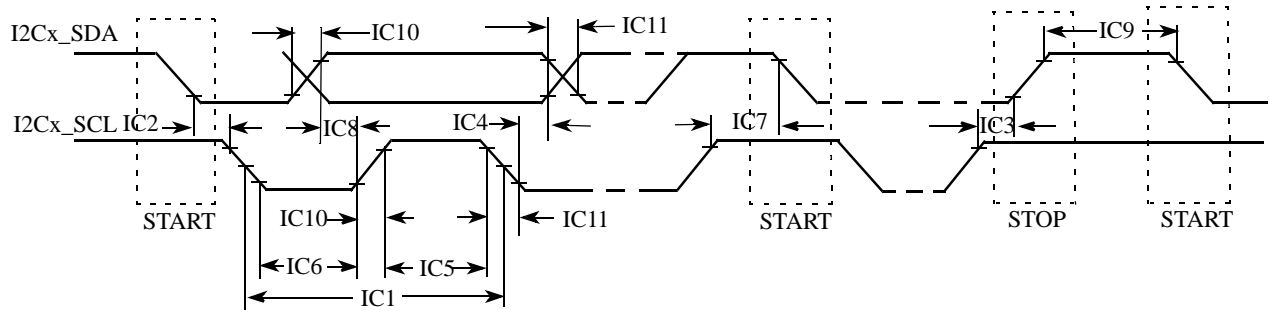 I2Cx_SDA
IC10
IC11
IC9
I2Cx_SCL
IC2
IC8
IC4
IC7
IC3
START
IC10
IC11
START
STOP
START
IC6
IC5
IC1